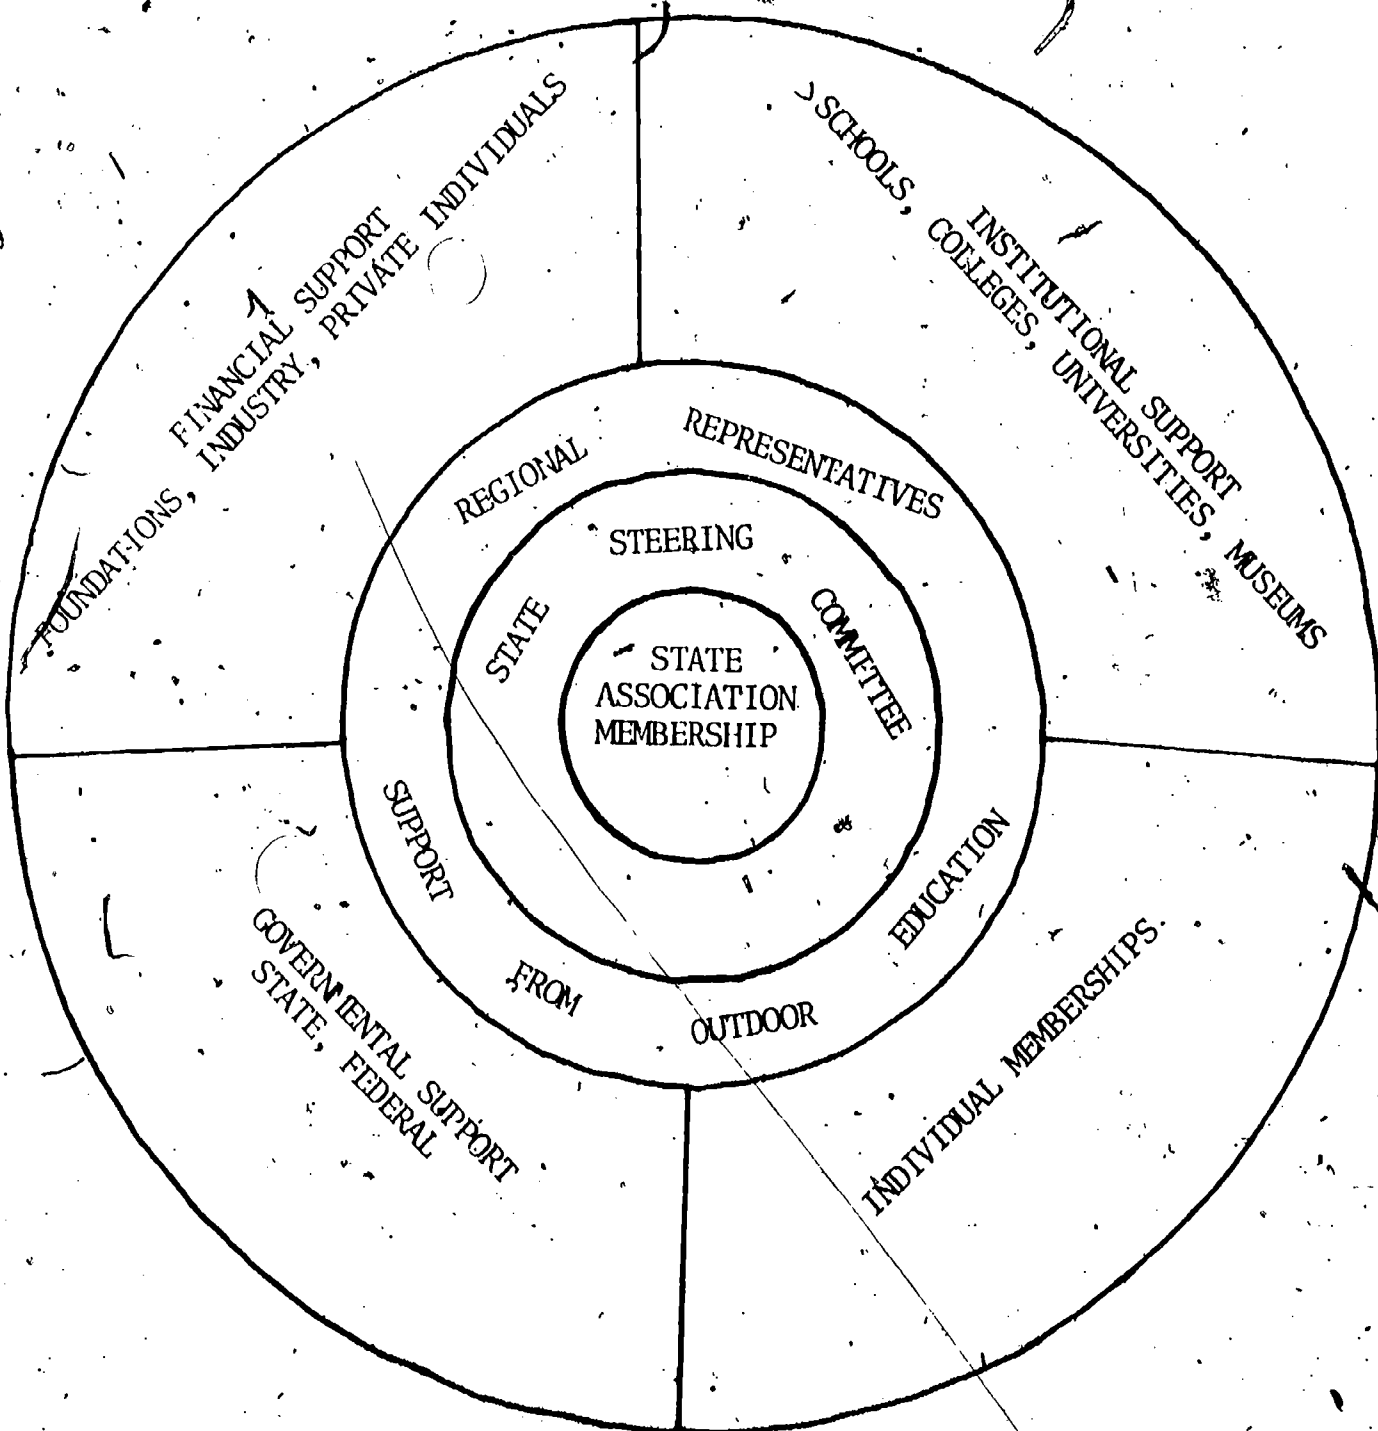 FINANCIAL SUPPORT
FOUNDATIONS, INDUSTRY, PRIVATE INDIVIDUALS
INSTITUTIONAL SUPPORT
SCHOOLS, COLLEGES, UNIVERSITIES, MUSEUMS
REGIONAL REPRESENTATIVES
STATE STEERING COMMITTEE
STATE
ASSOCIATION
MEMBERSHIP
SUPPORT FROM OUTDOOR EDUCATION
GOVERNMENTAL SUPPORT
STATE, FEDERAL
INDIVIDUAL MEMBERSHIPS